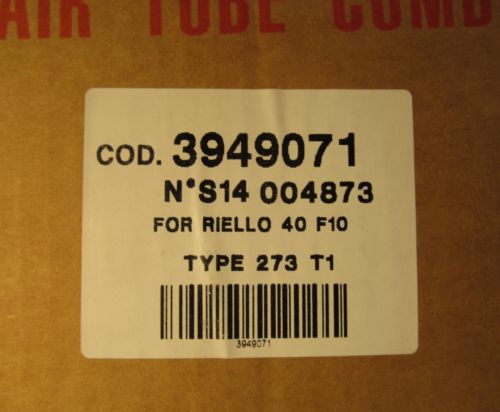 AIR TUBE COMB
COD. 3949071
N°S14 004873
FOR RIELLO 40 F10
TYPE 273 T1
3949071